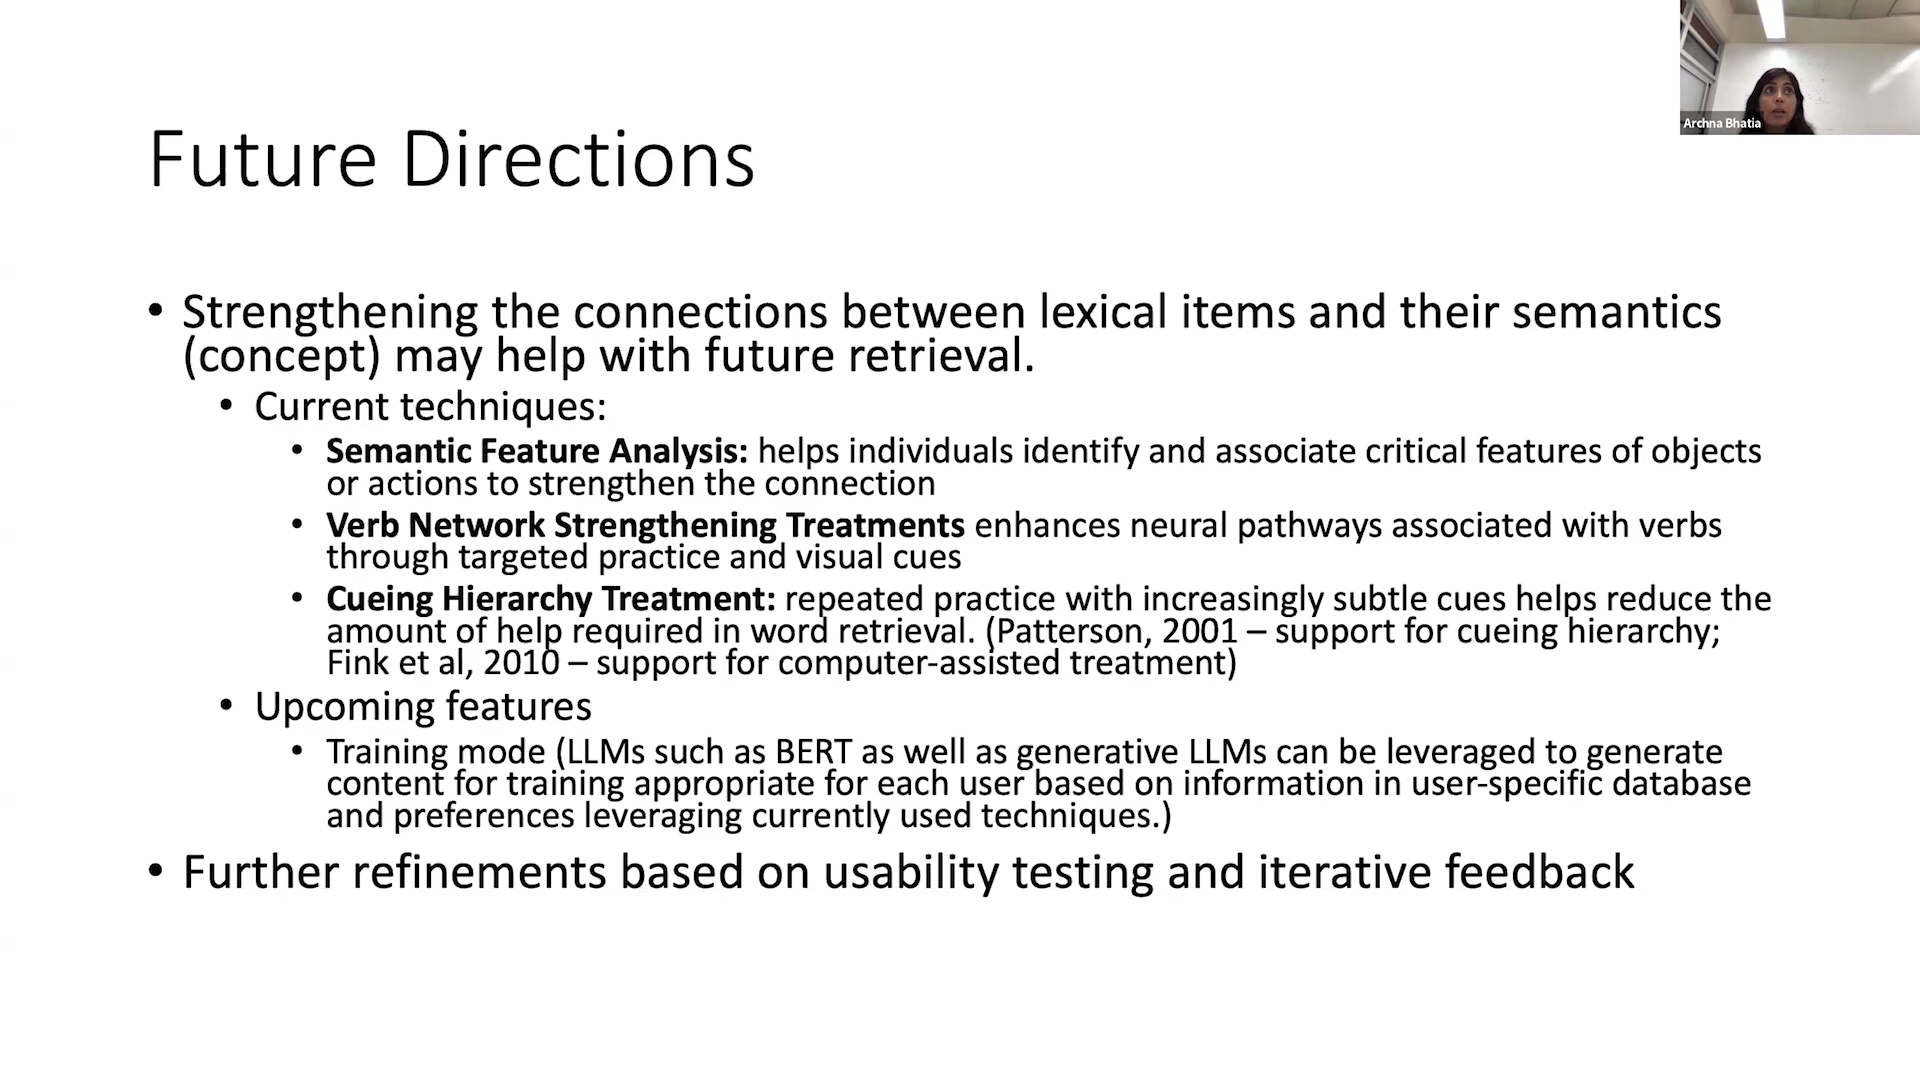 Archna Bhatia
Future Directions
• Strengthening the connections between lexical items and their semantics
(concept) may help with future retrieval.
• Current techniques:
• Semantic Feature Analysis: helps individuals identify and associate critical features of objects
or actions to strengthen the connection
• Verb Network Strengthening Treatments enhances neural pathways associated with verbs
through targeted practice and visual cues
• Cueing Hierarchy Treatment: repeated practice with increasingly subtle cues helps reduce the
amount of help required in word retrieval. (Patterson, 2001 – support for cueing hierarchy;
Fink et al, 2010 – support for computer-assisted treatment)
• Upcoming features
• Training mode (LLMs such as BERT as well as generative LLMs can be leveraged to generate
content for training appropriate for each user based on information in user-specific database
and preferences leveraging currently used techniques.)
• Further refinements based on usability testing and iterative feedback